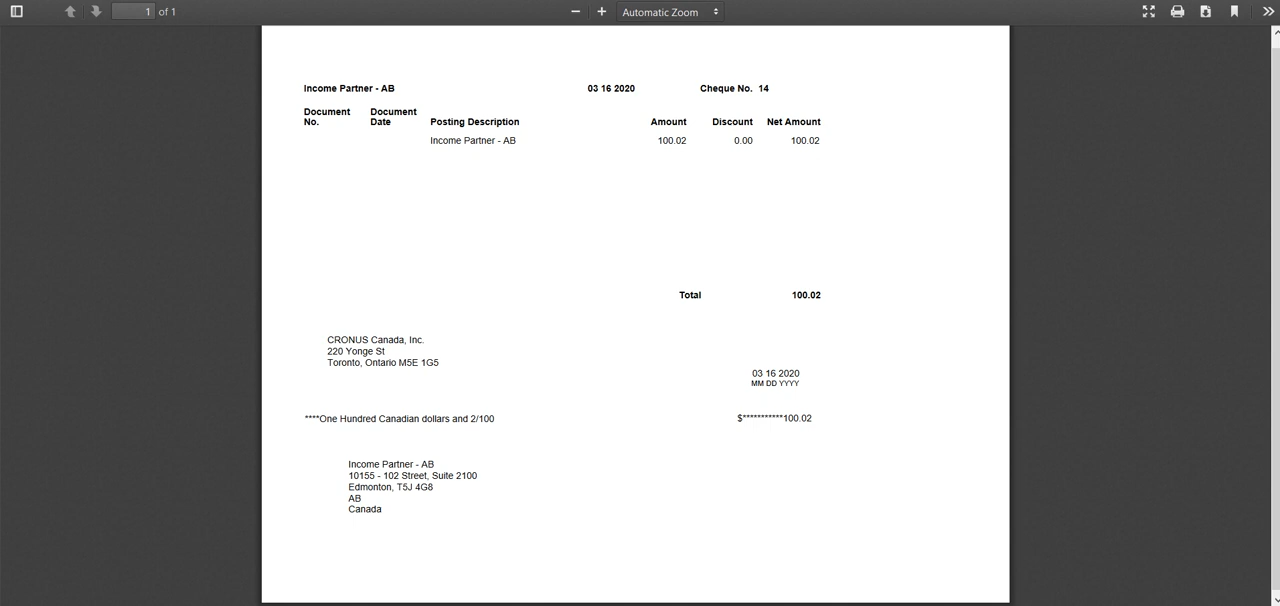 1 of 1
Automatic Zoom
Income Partner - AB 03 16 2020 Cheque No. 14
Document No. Document Date Posting Description Amount Discount Net Amount
Income Partner - AB 100.02 0.00 100.02
Total 100.02
CRONUS Canada, Inc.
220 Yonge St
Toronto, Ontario M5E 1G5
03 16 2020
MM DD YYYY
****One Hundred Canadian dollars and 2/100 $***********100.02
Income Partner - AB
10155 - 102 Street, Suite 2100
Edmonton, T5J 4G8
AB
Canada